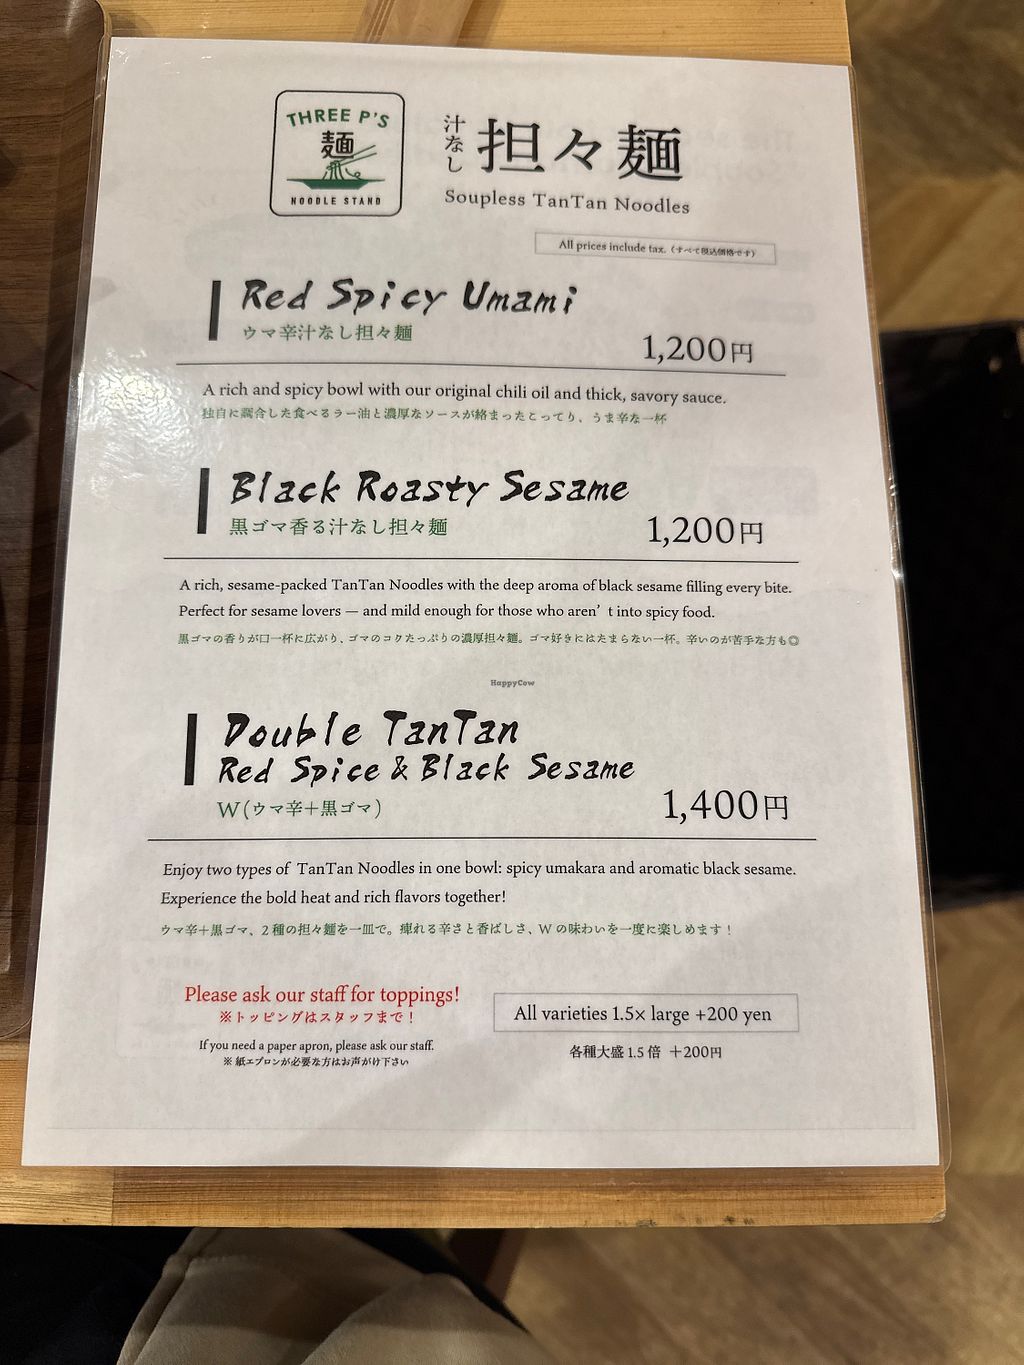 THREE P'S
麺
NOODLE STAND
汁なし 担々麺
Soupless TanTan Noodles
All prices include tax. (すべて税込価格です)
Red Spicy Umami
ウマ辛汁なし担々麺
1,200円
A rich and spicy bowl with our original chili oil and thick, savory sauce.
独自に調合した食べるラー油と濃厚なソースが絡まったこってり、うま辛な一杯
Black Roasty Sesame
黒ゴマ香る汁なし担々麺
1,200円
A rich, sesame-packed TanTan Noodles with the deep aroma of black sesame filling every bite.
Perfect for sesame lovers — and mild enough for those who aren’t into spicy food.
黒ゴマの香りが口一杯に広がり、ゴマのコクたっぷりの濃厚担々麺。ゴマ好きにはたまらない一杯。辛いのが苦手な方も◎
HappyCow
Double TanTan
Red Spice & Black Sesame
W(ウマ辛+黒ゴマ)
1,400円
Enjoy two types of TanTan Noodles in one bowl: spicy umakara and aromatic black sesame.
Experience the bold heat and rich flavors together!
ウマ辛+黒ゴマ、2種の担々麺を一皿で。痺れる辛さと香ばしさ、Wの味わいを一度に楽しめます!
Please ask our staff for toppings!
※トッピングはスタッフまで!
If you need a paper apron, please ask our staff.
※紙エプロンが必要な方はお声がけ下さい
All varieties 1.5× large +200 yen
各種大盛1.5倍 +200円